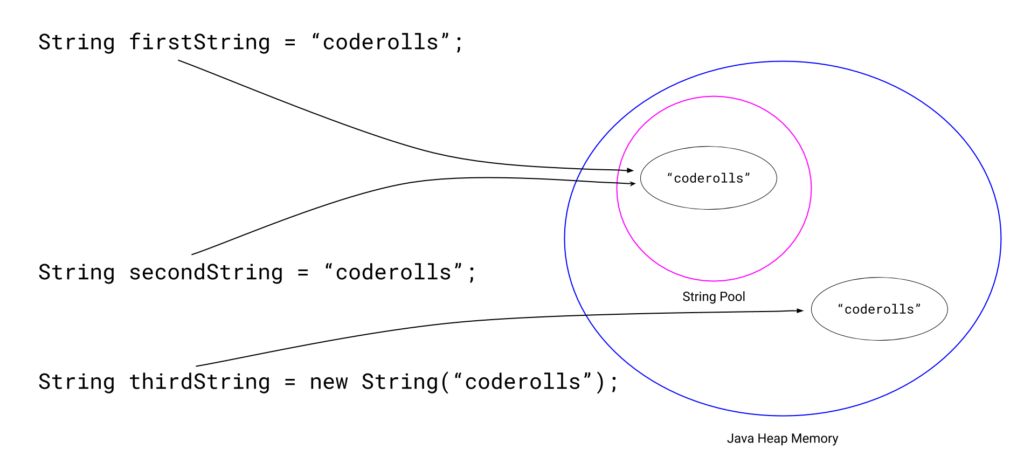 String firstString = “coderolls”;
“coderolls”
String secondString = “coderolls”;
String Pool
“coderolls”
String thirdString = new String(“coderolls”);
Java Heap Memory